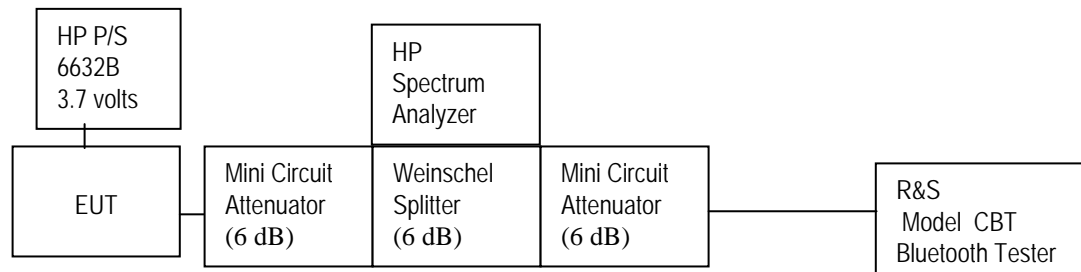 HP P/S
6632B
3.7 volts
HP
Spectrum
Analyzer
EUT
Mini Circuit
Attenuator
(6 dB)
Weinschel
Splitter
(6 dB)
Mini Circuit
Attenuator
(6 dB)
R&S
Model CBT
Bluetooth Tester